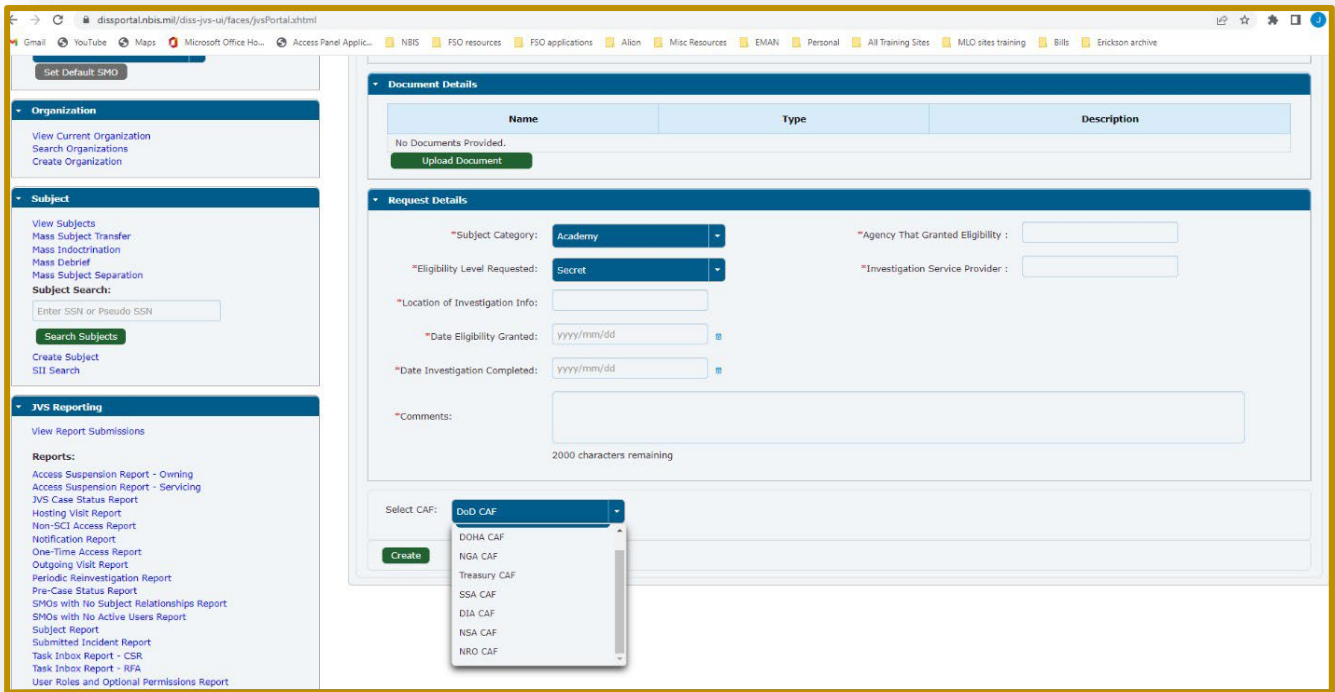 dissportal.nbis.mil/diss-jvs-ui/faces/jvsPortal.xhtml
Gmail YouTube Maps Microsoft Office Ho... Access Panel Applic... NBIS FSO resources FSO applications Alion Misc Resources EMAN Personal All Training Sites MLO sites training Bills Erickson archive
Set Default SMO
Organization
View Current Organization
Search Organizations
Create Organization
Subject
View Subjects
Mass Subject Transfer
Mass Indoctrination
Mass Debrief
Mass Subject Separation
Subject Search:
Enter SSN or Pseudo SSN
Search Subjects
Create Subject
SII Search
JVS Reporting
View Report Submissions
Reports:
Access Suspension Report - Owning
Access Suspension Report - Servicing
JVS Case Status Report
Hosting Visit Report
Non-SCI Access Report
Notification Report
One-Time Access Report
Outgoing Visit Report
Periodic Reinvestigation Report
Pre-Case Status Report
SMOs with No Subject Relationships Report
SMOs with No Active Users Report
Subject Report
Submitted Incident Report
Task Inbox Report - CSR
Task Inbox Report - RFA
User Roles and Optional Permissions Report
Document Details
Name Type Description
No Documents Provided.
Upload Document
Request Details
*Subject Category: Academy *Agency That Granted Eligibility :
*Eligibility Level Requested: Secret *Investigation Service Provider :
*Location of Investigation Info:
*Date Eligibility Granted: yyyy/mm/dd
*Date Investigation Completed: yyyy/mm/dd
*Comments:
2000 characters remaining
Select CAF: DoD CAF
DOHA CAF
NGA CAF
Treasury CAF
SSA CAF
DIA CAF
NSA CAF
NRO CAF
Create
J